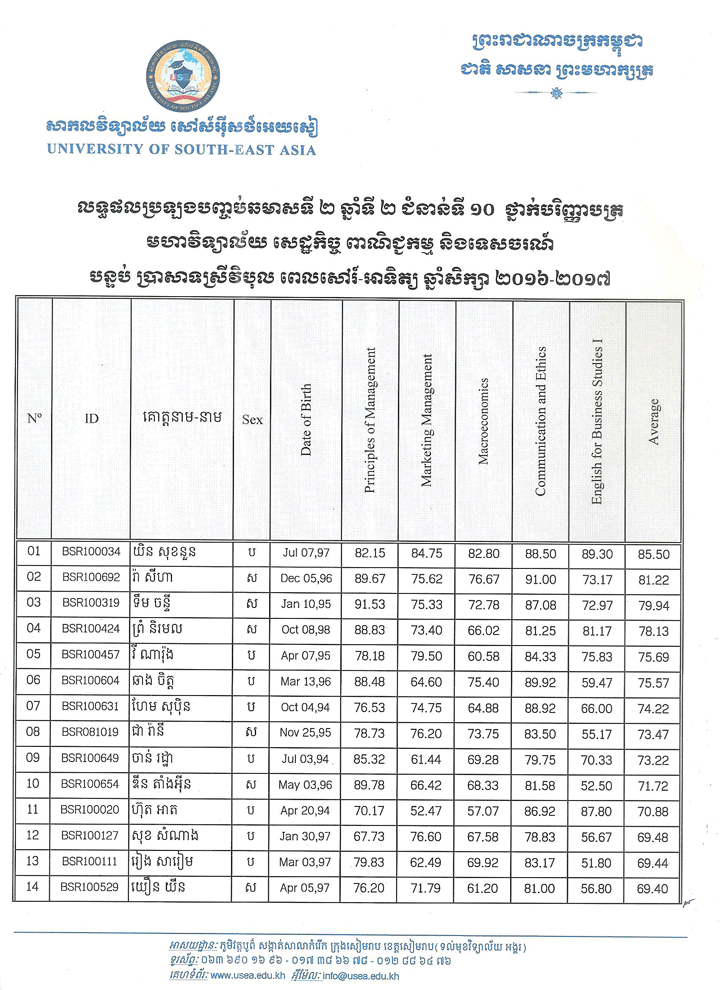 ព្រះរាជាណាចក្រកម្ពុជា
ជាតិ សាសនា ព្រះមហាក្សត្រ
USEA
សាកលវិទ្យាល័យ សៅស៍អ៊ីសថ៍អេយសៀ
UNIVERSITY OF SOUTH-EAST ASIA
លទ្ធផលប្រឡងបញ្ចប់ឆមាសទី ២ ឆ្នាំទី ២ ជំនាន់ទី ១០ ថ្នាក់បរិញ្ញាបត្រ
មហាវិទ្យាល័យ សេដ្ឋកិច្ច ពាណិជ្ជកម្ម និងទេសចរណ៍
បន្ទប់ ប្រាសាទស្រីវិបុល ពេលសៅរ៍-អាទិត្យ ឆ្នាំសិក្សា ២០១៦-២០១៧
Nº ID គោត្តនាម-នាម Sex Date of Birth Principles of Management Marketing Management Macroeconomics Communication and Ethics English for Business Studies I Average
01 BSR100034 យិន សុខនួន ប Jul 07,97 82.15 84.75 82.80 88.50 89.30 85.50
02 BSR100692 រ៉ា សីហា ស Dec 05,96 89.67 75.62 76.67 91.00 73.17 81.22
03 BSR100319 ទឹម ចន្ធី ស Jan 10,95 91.53 75.33 72.78 87.08 72.97 79.94
04 BSR100424 ព្រំ និរមល ស Oct 08,98 88.83 73.40 66.02 81.25 81.17 78.13
05 BSR100457 រី ណារ៉ុង ប Apr 07,95 78.18 79.50 60.58 84.33 75.83 75.69
06 BSR100604 ឆាង ចិត្ត ប Mar 13,96 88.48 64.60 75.40 89.92 59.47 75.57
07 BSR100631 ហែម សុប៊ិន ប Oct 04,94 76.53 74.75 64.88 88.92 66.00 74.22
08 BSR081019 ជា រ៉ានី ស Nov 25,95 78.73 76.20 73.75 83.50 55.17 73.47
09 BSR100649 ចាន់ រដ្ឋា ប Jul 03,94 85.32 61.44 69.28 79.75 70.33 73.22
10 BSR100654 ឌីន តាំងអ៊ីន ស May 03,96 89.78 66.42 68.33 81.58 52.50 71.72
11 BSR100020 ហ៊ុត អាត ប Apr 20,94 70.17 52.47 57.07 86.92 87.80 70.88
12 BSR100127 សុខ សំណាង ប Jan 30,97 67.73 76.60 67.58 78.83 56.67 69.48
13 BSR100111 រៀង សារៀម ប Mar 03,97 79.83 62.49 69.92 83.17 51.80 69.44
14 BSR100529 យឿន យីន ស Apr 05,97 76.20 71.79 61.20 81.00 56.80 69.40
អាសយដ្ឋាន: ភូមិវត្តបូព៌ សង្កាត់សាលាកំរើក ក្រុងសៀមរាប ខេត្តសៀមរាប( ទល់មុខវិទ្យាល័យ អង្គរ)
ទូរស័ព្ទ: ០៦៣ ៦៩០ ១៦ ៩៦ - ០១៧ ៣៨ ៦៦ ៧៨ - ០១២ ៨៨ ៦៤ ៧៦
គេហទំព័រ: www.usea.edu.kh អ៊ីម៉ែល: info@usea.edu.kh